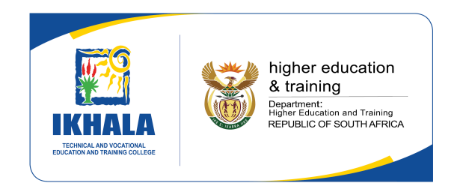 IKHALA
TECHNICAL AND VOCATIONAL
EDUCATION AND TRAINING COLLEGE
higher education
& training
Department:
Higher Education and Training
REPUBLIC OF SOUTH AFRICA